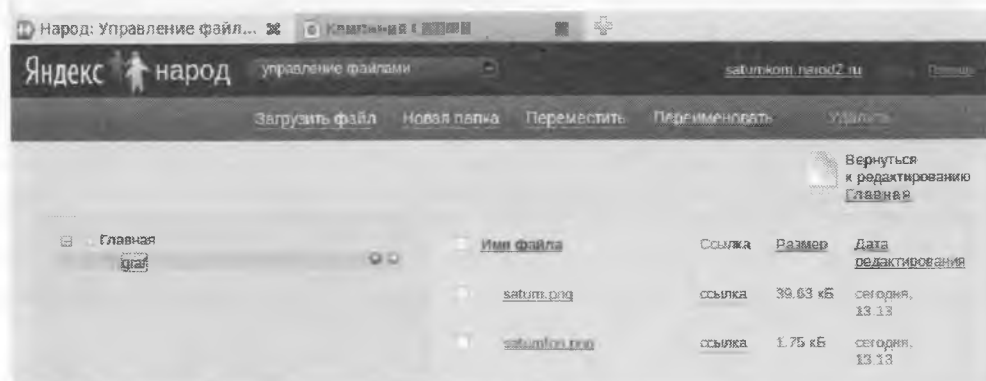 Народ: Управление файл...
Яндекс народ управление файлами saturnkom.narod2.ru Помощь
Загрузить файл Новая папка Переместить Переименовать Удалить
Вернуться
к редактированию
Главная
Главная
graf
Имя файла Ссылка Размер Дата
редактирования
saturn.png ссылка 39.63 кБ сегодня,
13:13
saturnfon.png ссылка 1.75 кБ сегодня,
13:13